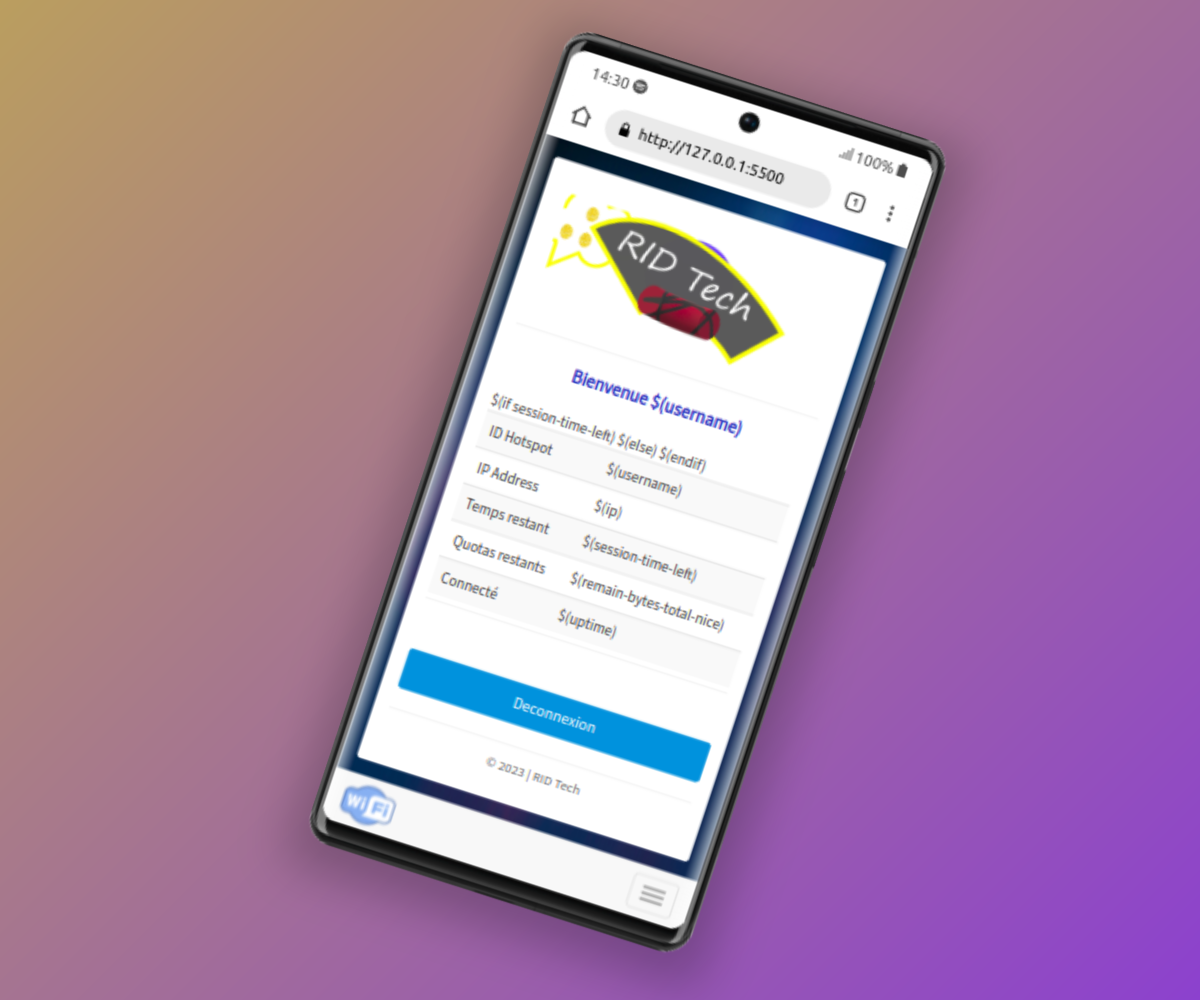 14:30
100%
http://127.0.0.1:5500
1
RID Tech
Bienvenue $(username)
$(if session-time-left) $(else) $(endif)
ID Hotspot $(username)
IP Address $(ip)
Temps restant $(session-time-left)
Quotas restants $(remain-bytes-total-nice)
Connecté $(uptime)
Deconnexion
© 2023 | RID Tech
WiFi